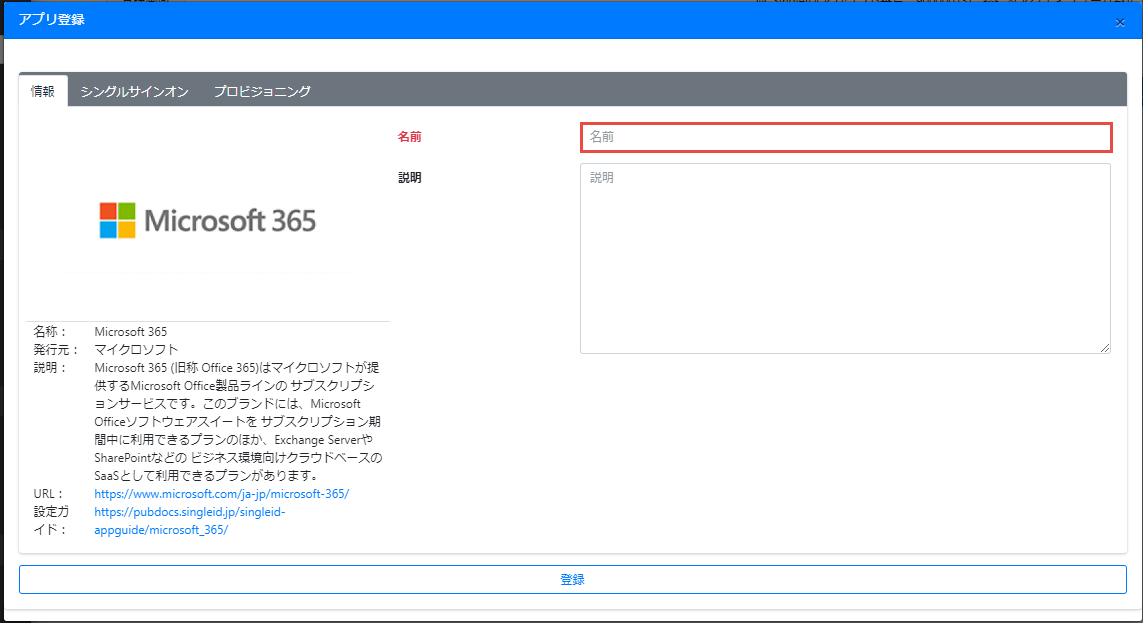 アプリ登録
×
情報
シングルサインオン
プロビジョニング
Microsoft 365
名前
名前
説明
説明
名称： Microsoft 365
発行元： マイクロソフト
説明： Microsoft 365 (旧称 Office 365)はマイクロソフトが提
供するMicrosoft Office製品ラインの サブスクリプシ
ョンサービスです。このブランドには、Microsoft
Officeソフトウェアスイートを サブスクリプション期
間中に利用できるプランのほか、Exchange Serverや
SharePointなどの ビジネス環境向けクラウドベースの
SaaSとして利用できるプランがあります。
URL： https://www.microsoft.com/ja-jp/microsoft-365/
設定ガ https://pubdocs.singleid.jp/singleid-
イド： appguide/microsoft_365/
登録